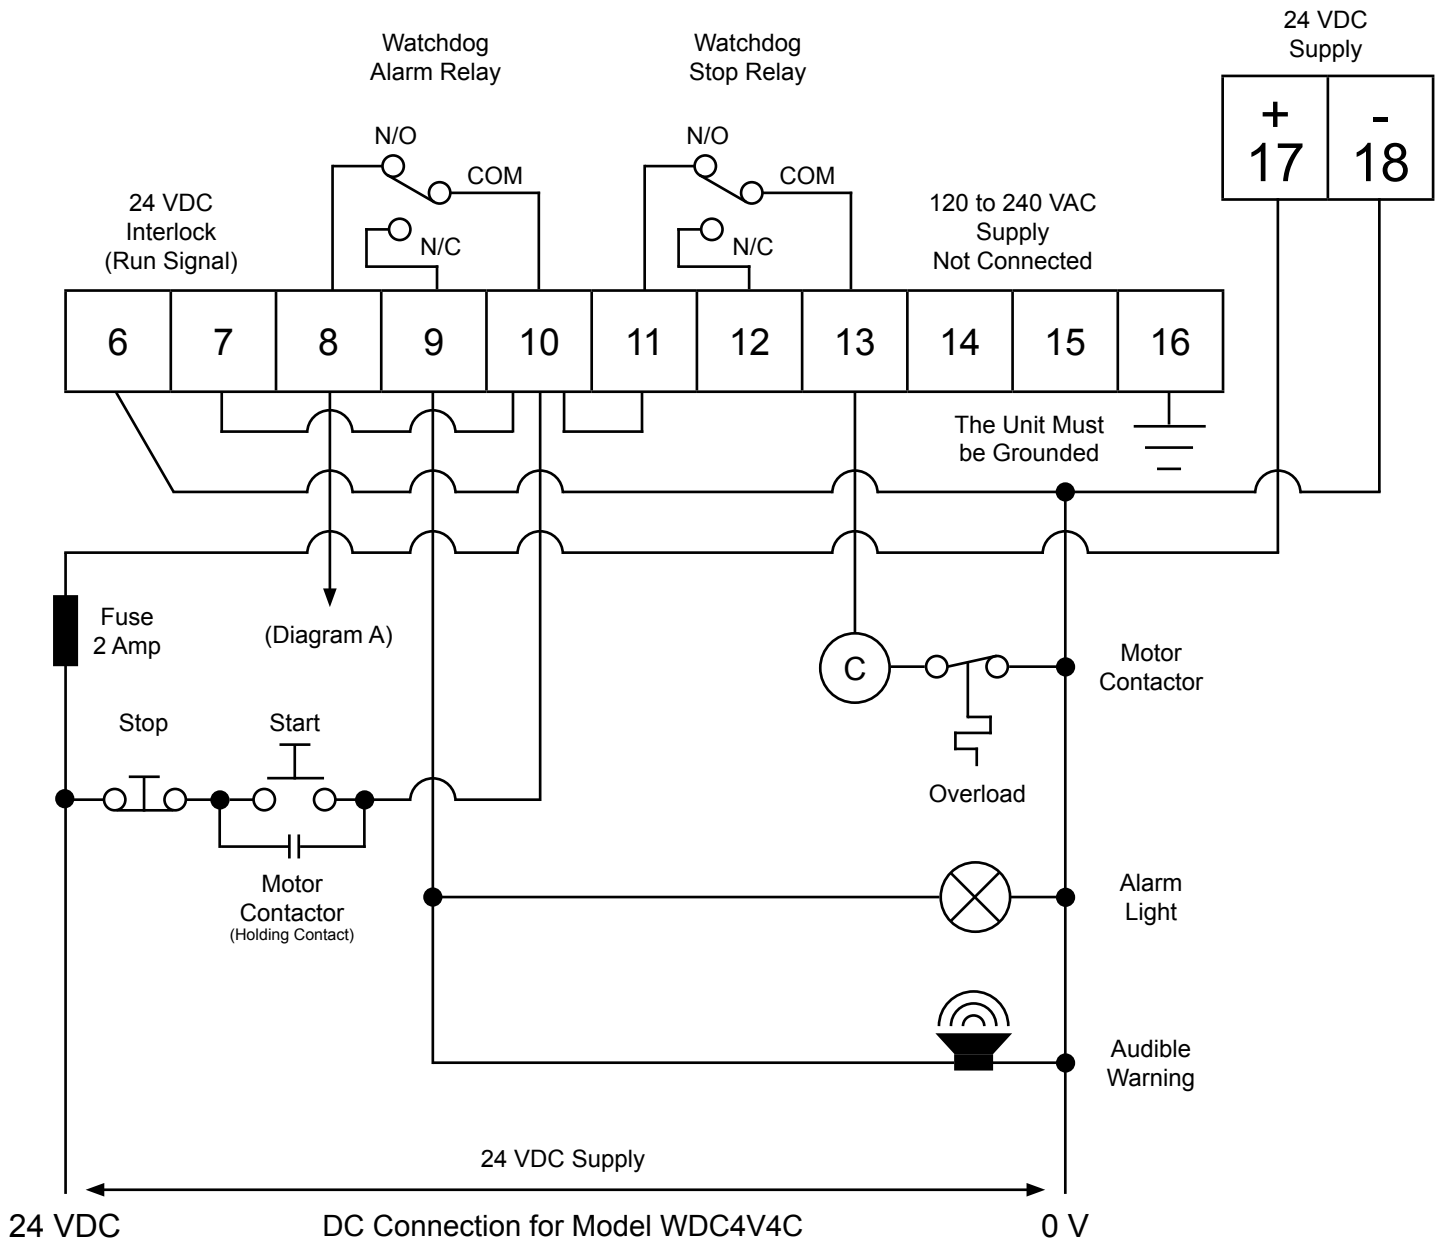 24 VDC
Supply
Watchdog
Alarm Relay
Watchdog
Stop Relay
+
-
17
18
N/O
COM
N/C
N/O
COM
N/C
24 VDC
Interlock
(Run Signal)
120 to 240 VAC
Supply
Not Connected
6
7
8
9
10
11
12
13
14
15
16
The Unit Must
be Grounded
Fuse
2 Amp
(Diagram A)
C
Motor
Contactor
Overload
Stop
Start
Motor
Contactor
(Holding Contact)
Alarm
Light
Audible
Warning
24 VDC Supply
24 VDC
DC Connection for Model WDC4V4C
0 V